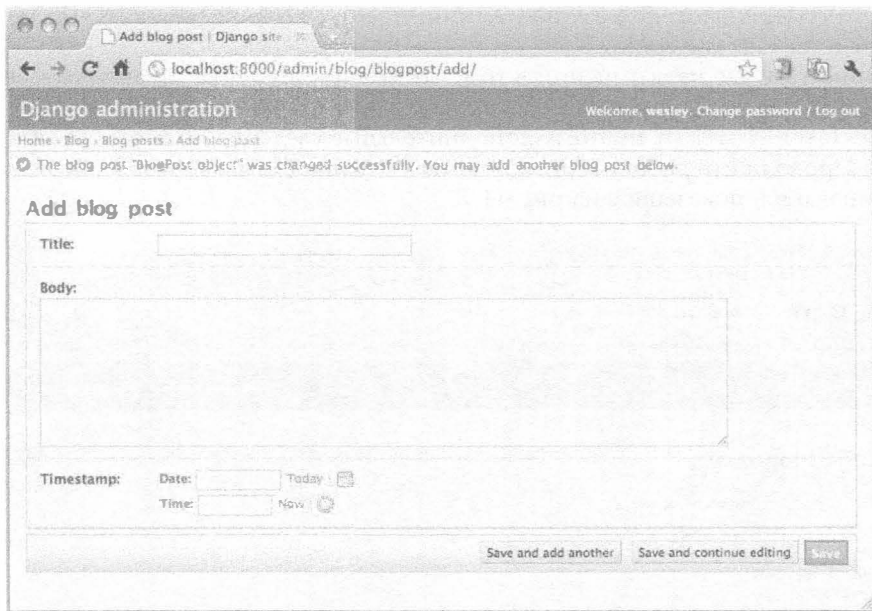 Add blog post | Django site
localhost:8000/admin/blog/blogpost/add/
Django administration
Welcome, wesley. Change password / Log out
Home › Blog › Blog posts › Add blog post
The blog post "BlogPost object" was changed successfully. You may add another blog post below.
Add blog post
Title:
Body:
Timestamp:
Date: Today
Time: Now
Save and add another
Save and continue editing
Save